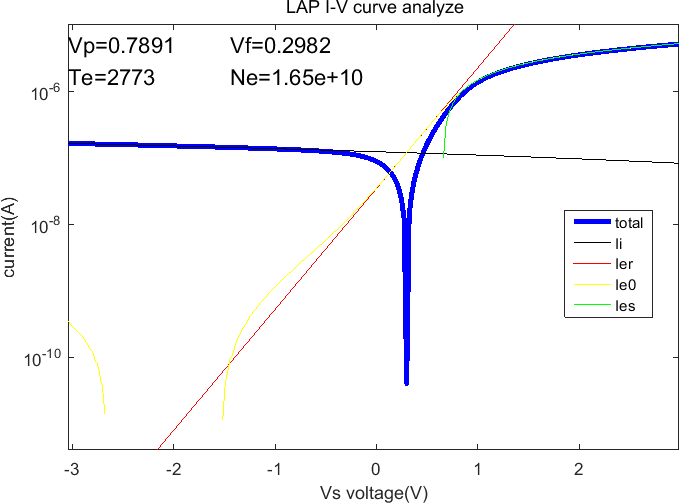 LAP I-V curve analyze
Vp=0.7891 Vf=0.2982
Te=2773 Ne=1.65e+10
10-6
10-8
10-10
current(A)
total
Ii
Ier
Ie0
Ies
-3 -2 -1 0 1 2
Vs voltage(V)